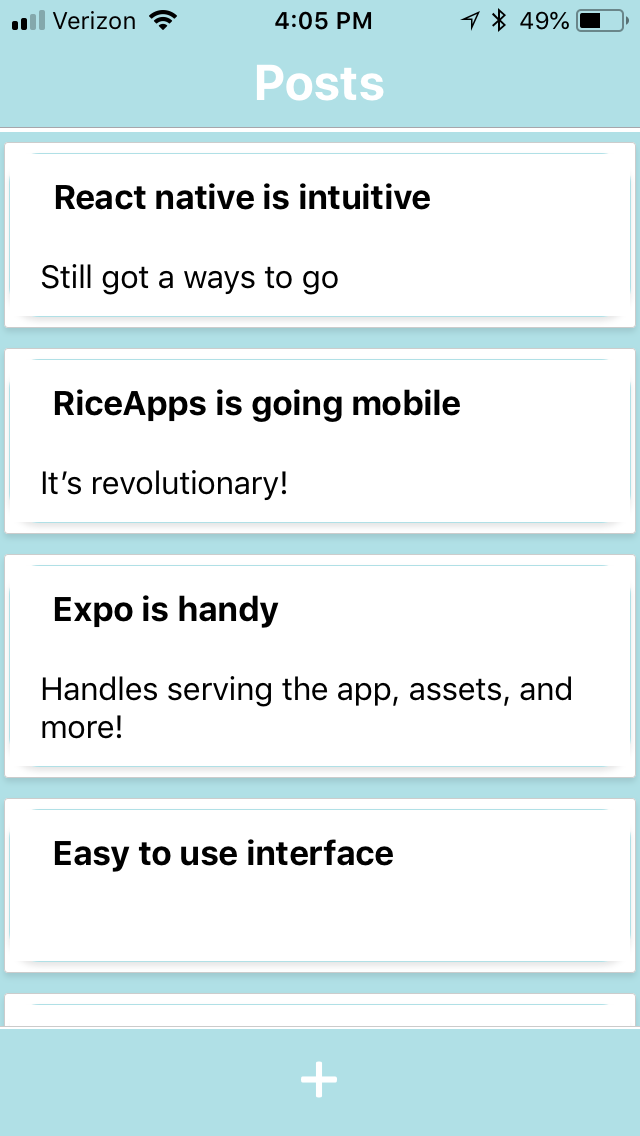 Verizon 4:05 PM 49%
Posts
React native is intuitive
Still got a ways to go
RiceApps is going mobile
It’s revolutionary!
Expo is handy
Handles serving the app, assets, and
more!
Easy to use interface
+